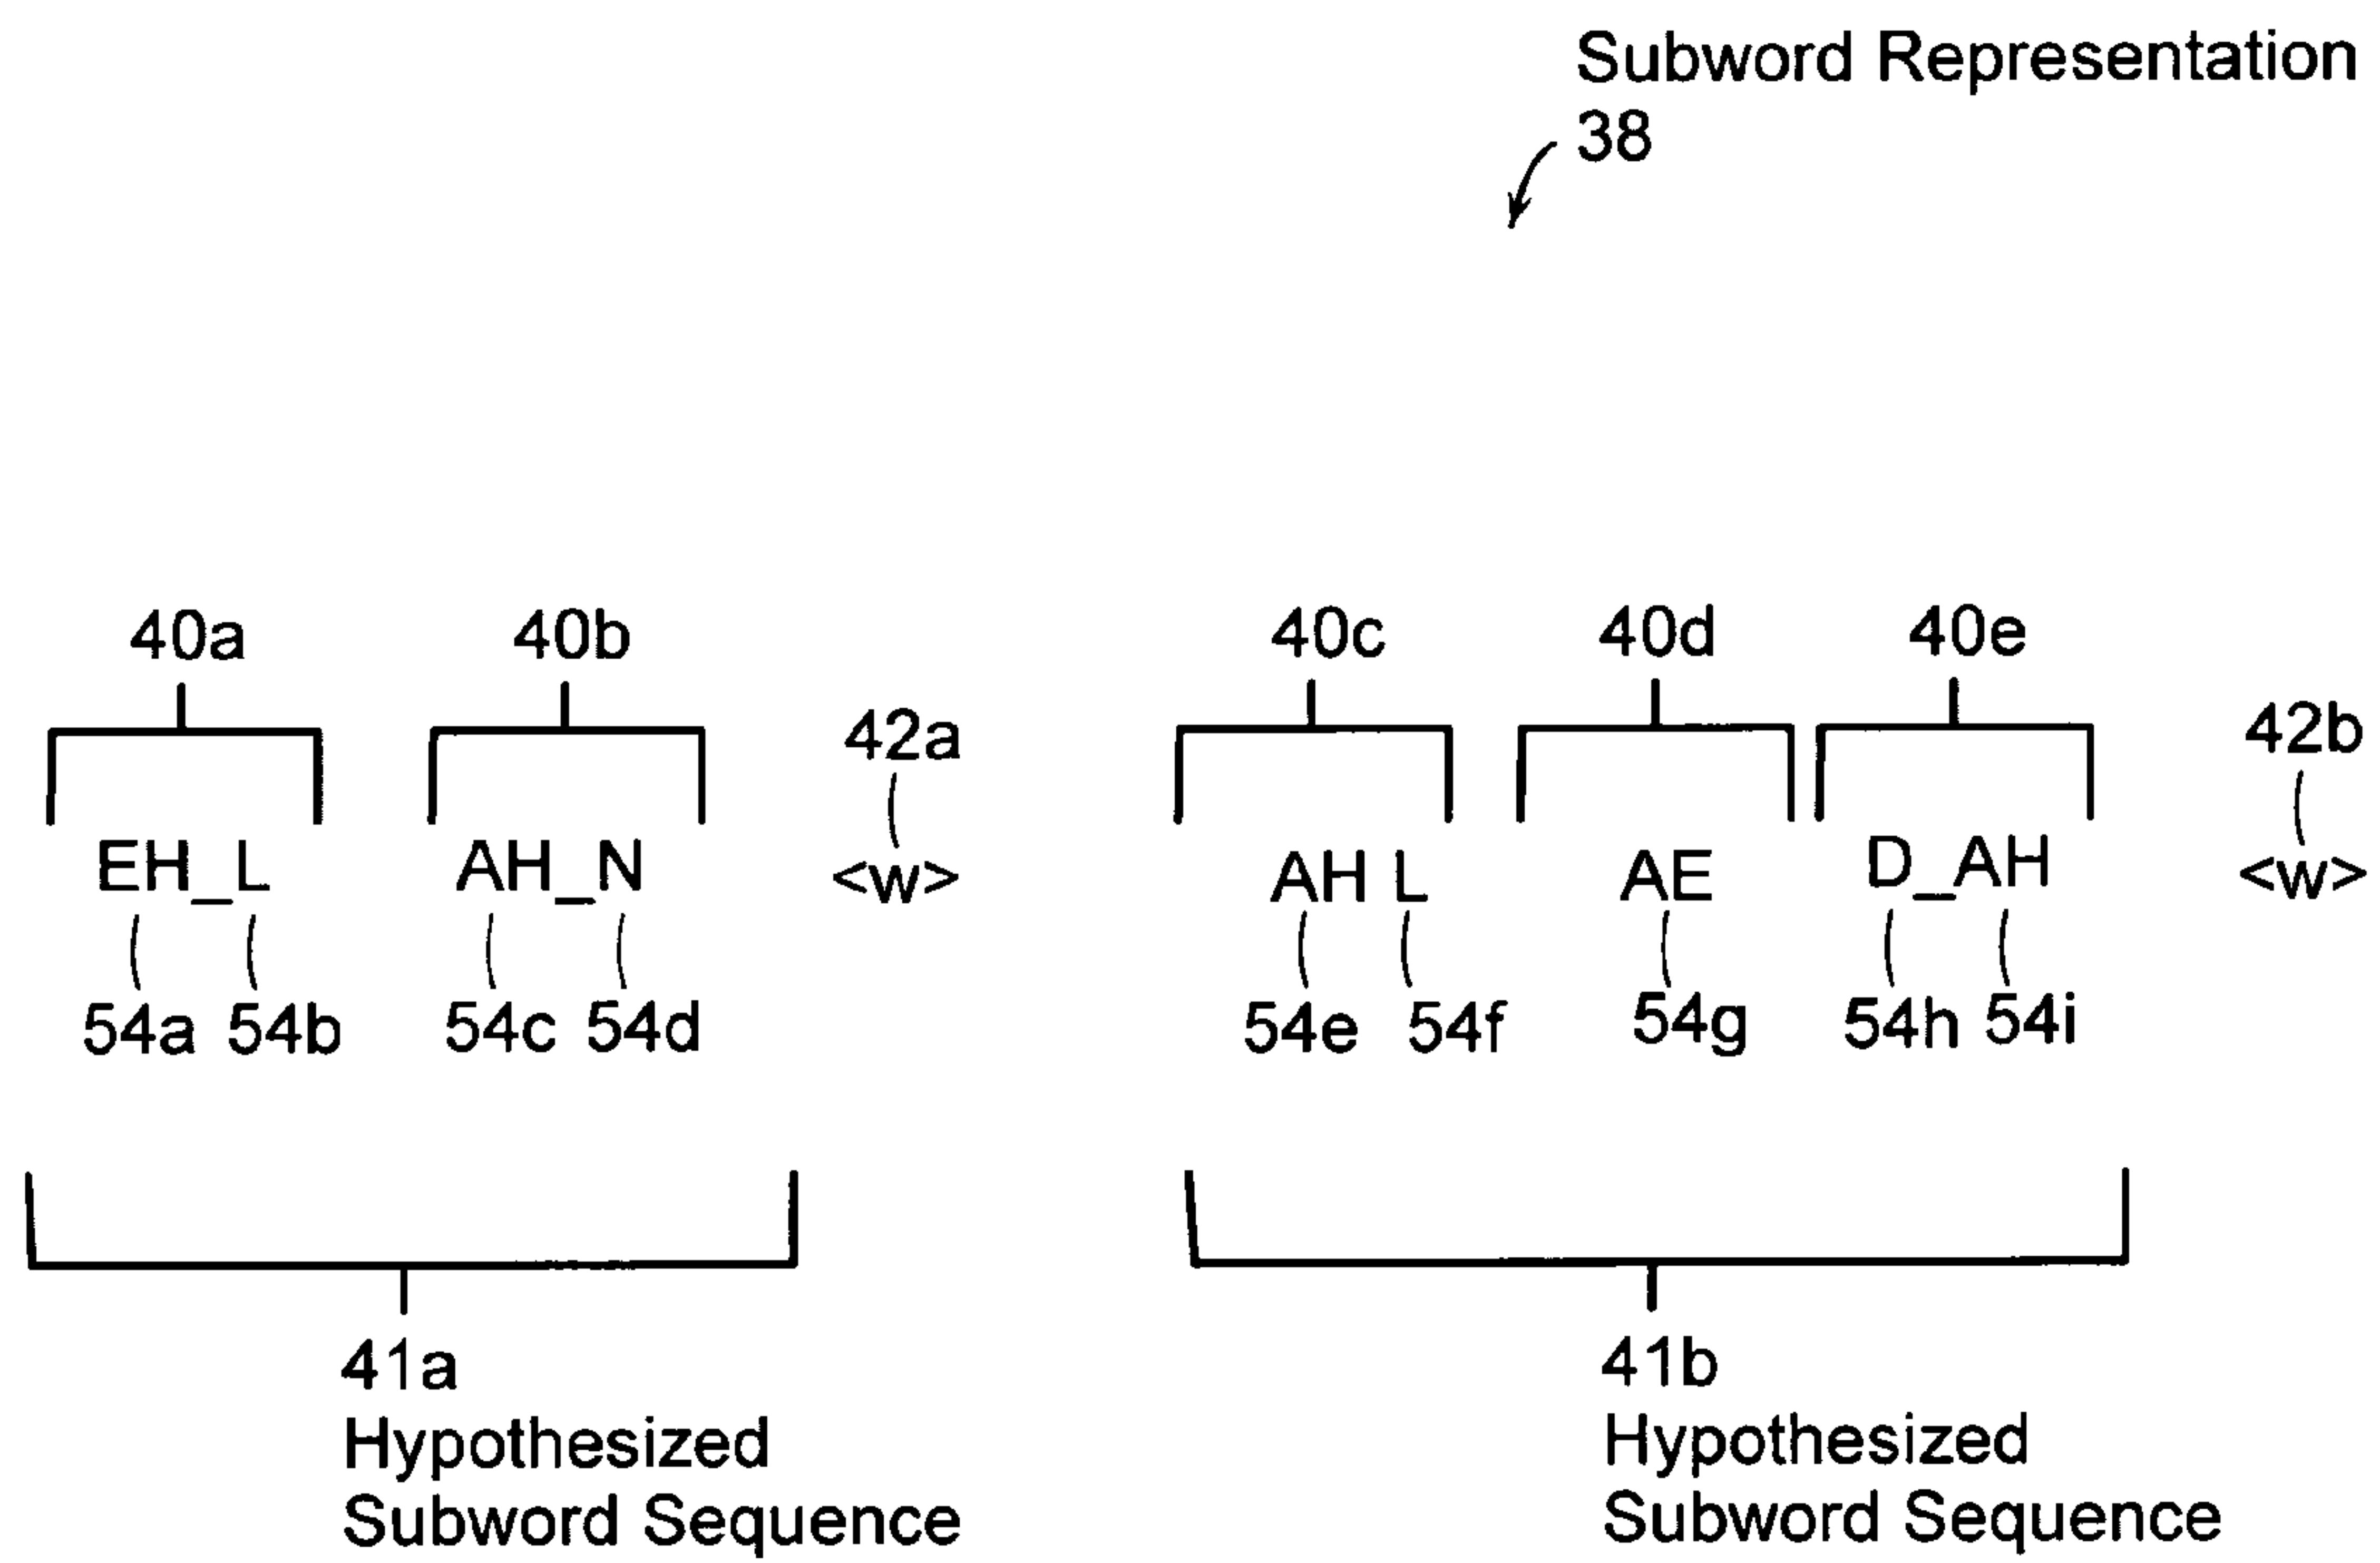 Subword Representation
38
40a 40b 40c 40d 40e
42a 42b
EH_L AH_N <w> AH L AE D_AH <w>
54a 54b 54c 54d 54e 54f 54g 54h 54i
41a 41b
Hypothesized Hypothesized
Subword Sequence Subword Sequence